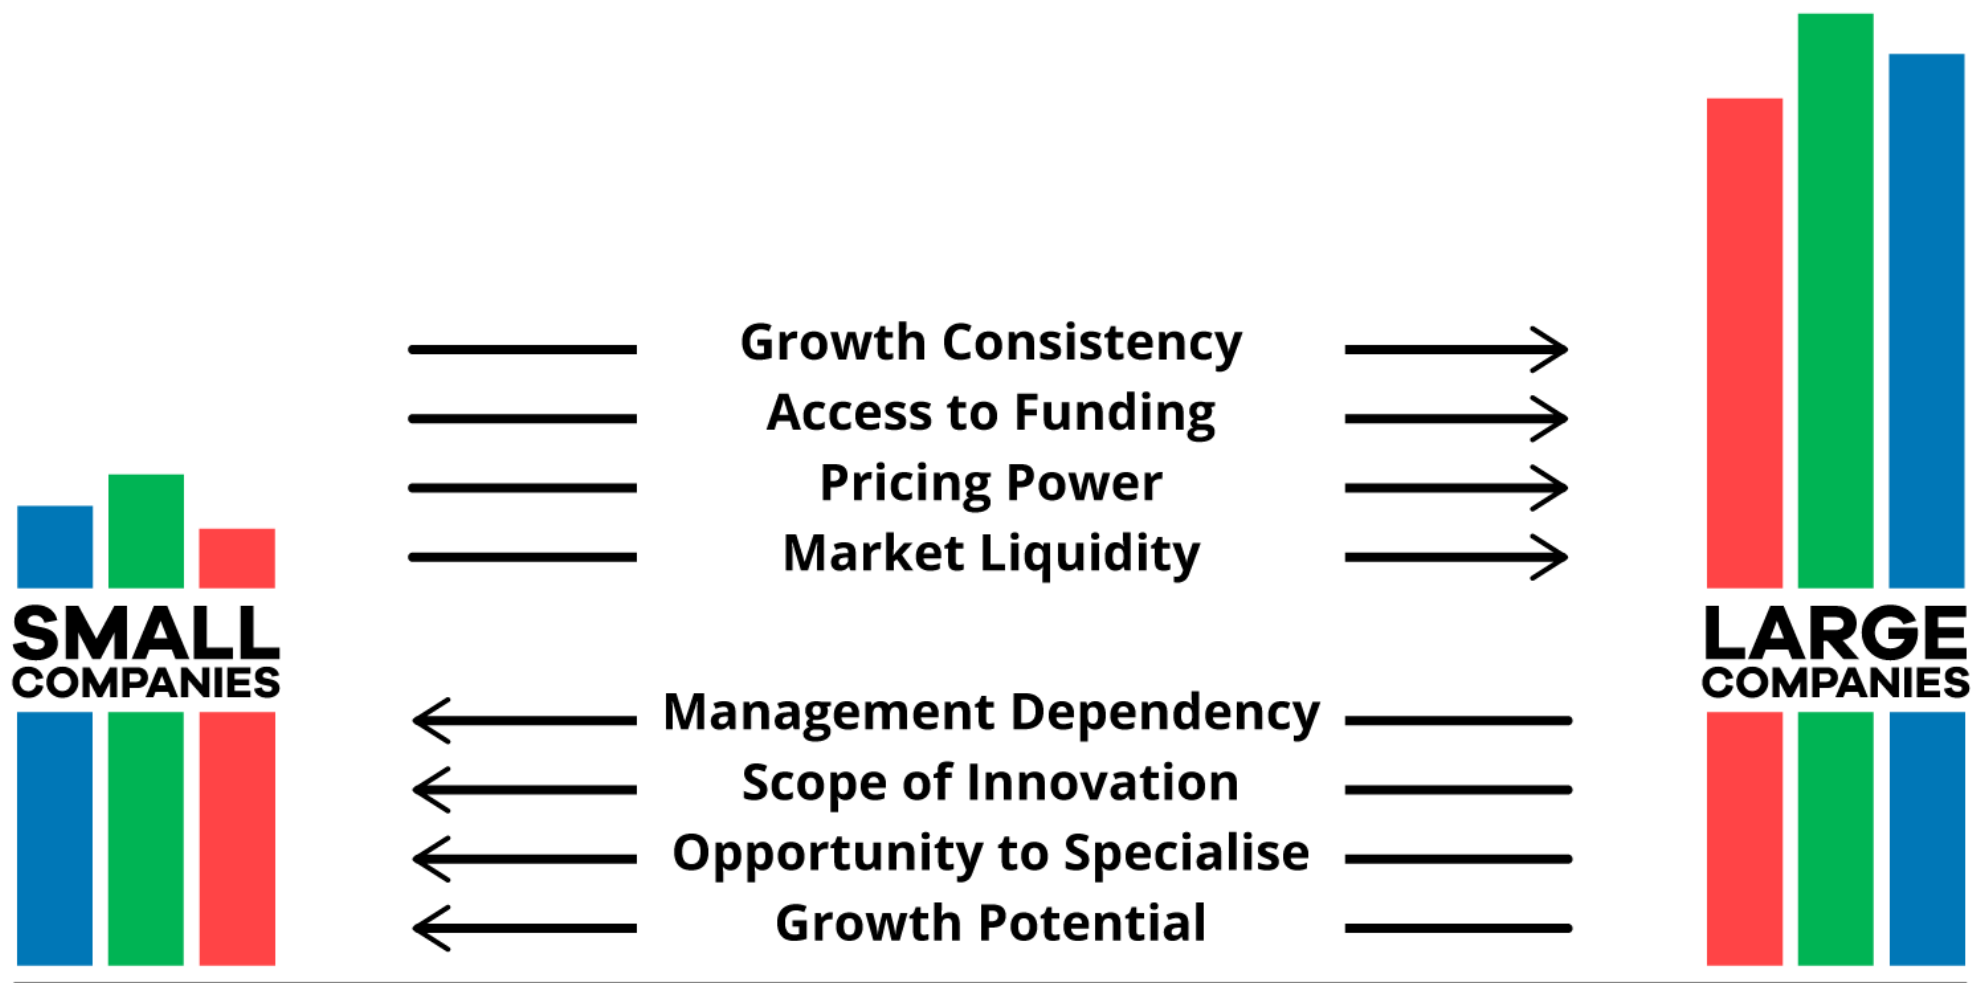 Growth Consistency
Access to Funding
Pricing Power
Market Liquidity
SMALL
COMPANIES
LARGE
COMPANIES
Management Dependency
Scope of Innovation
Opportunity to Specialise
Growth Potential